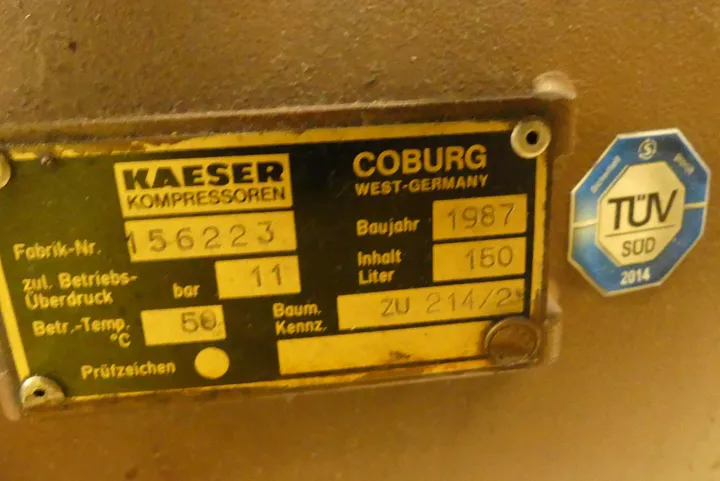 KAESER
KOMPRESSOREN
COBURG
WEST-GERMANY
Fabrik-Nr. 156223
Baujahr 1987
zul. Betriebs-
Überdruck bar 11
Inhalt
Liter 150
Betr.-Temp.
°C 50
Baum.
Kennz. ZU 214/2
Prüfzeichen
TÜV
SÜD
2014